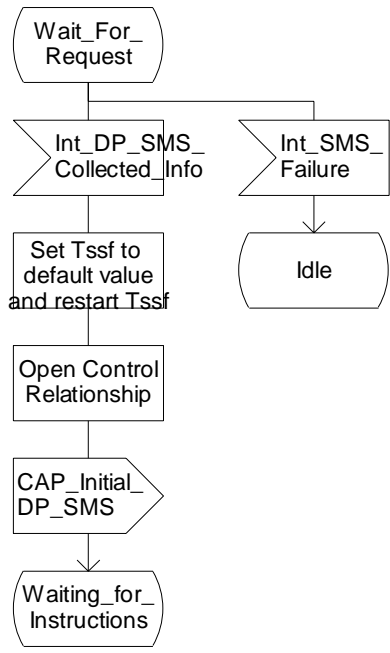 Wait_For_
Request
Int_DP_SMS_
Collected_Info
Int_SMS_
Failure
Set Tssf to
default value
and restart Tssf
Idle
Open Control
Relationship
CAP_Initial_
DP_SMS
Waiting_for_
Instructions